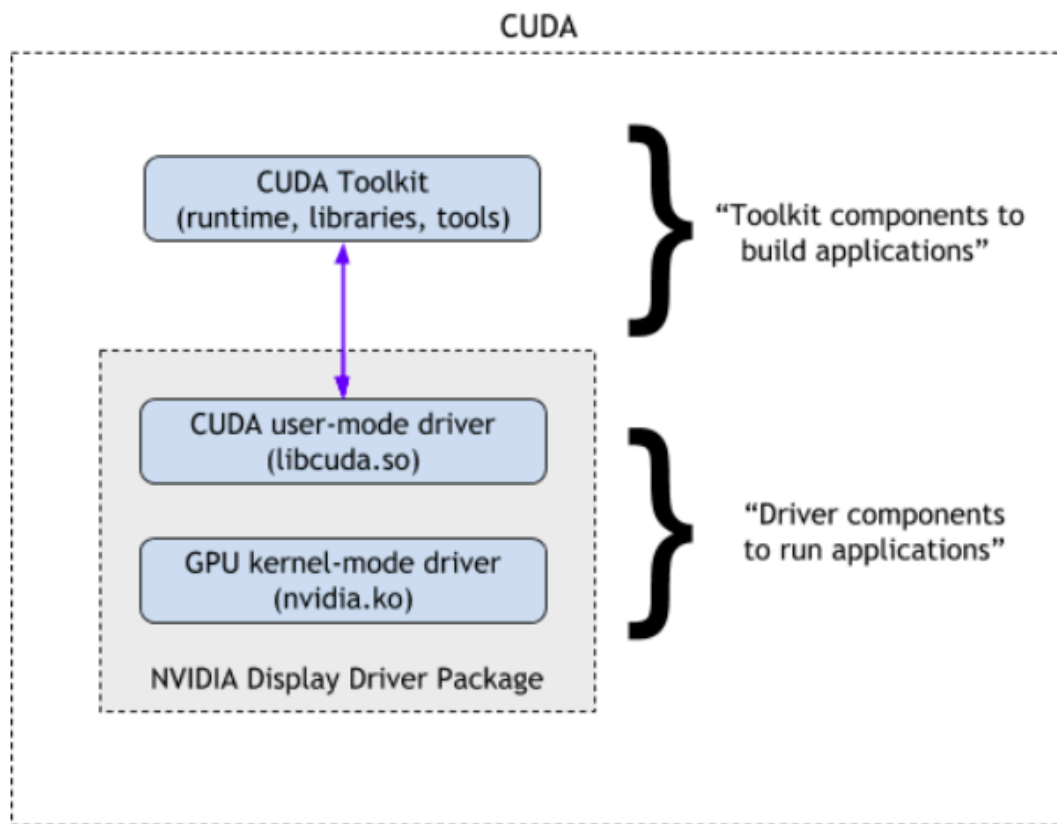 CUDA
CUDA Toolkit
(runtime, libraries, tools)
“Toolkit components to
build applications”
CUDA user-mode driver
(libcuda.so)
GPU kernel-mode driver
(nvidia.ko)
NVIDIA Display Driver Package
“Driver components
to run applications”